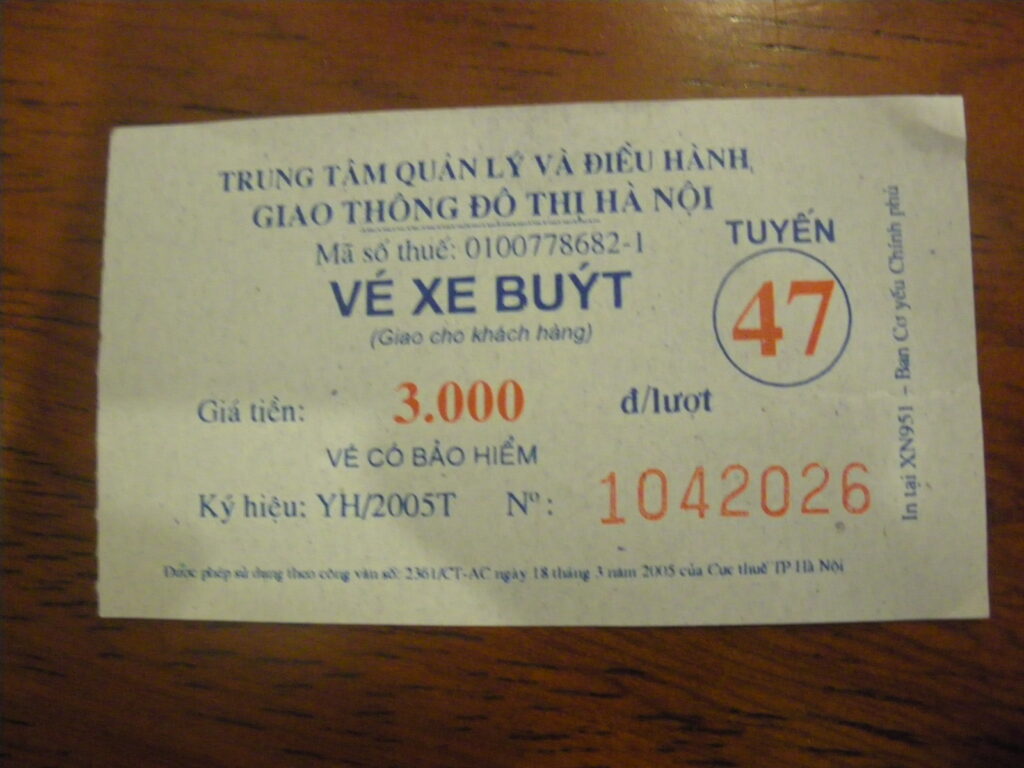 TRUNG TÂM QUẢN LÝ VÀ ĐIỀU HÀNH
GIAO THÔNG ĐÔ THỊ HÀ NỘI
Mã số thuế: 0100778682-1
VÉ XE BUÝT
(Giao cho khách hàng)
TUYẾN
47
Giá tiền: 3.000 đ/lượt
VÉ CÓ BẢO HIỂM
Ký hiệu: YH/2005T Nº: 1042026
Được phép sử dụng theo công văn số: 2361/CT-AC ngày 18 tháng 3 năm 2005 của Cục thuế TP Hà Nội
In tại XN951 - Ban Cơ yếu Chính phủ